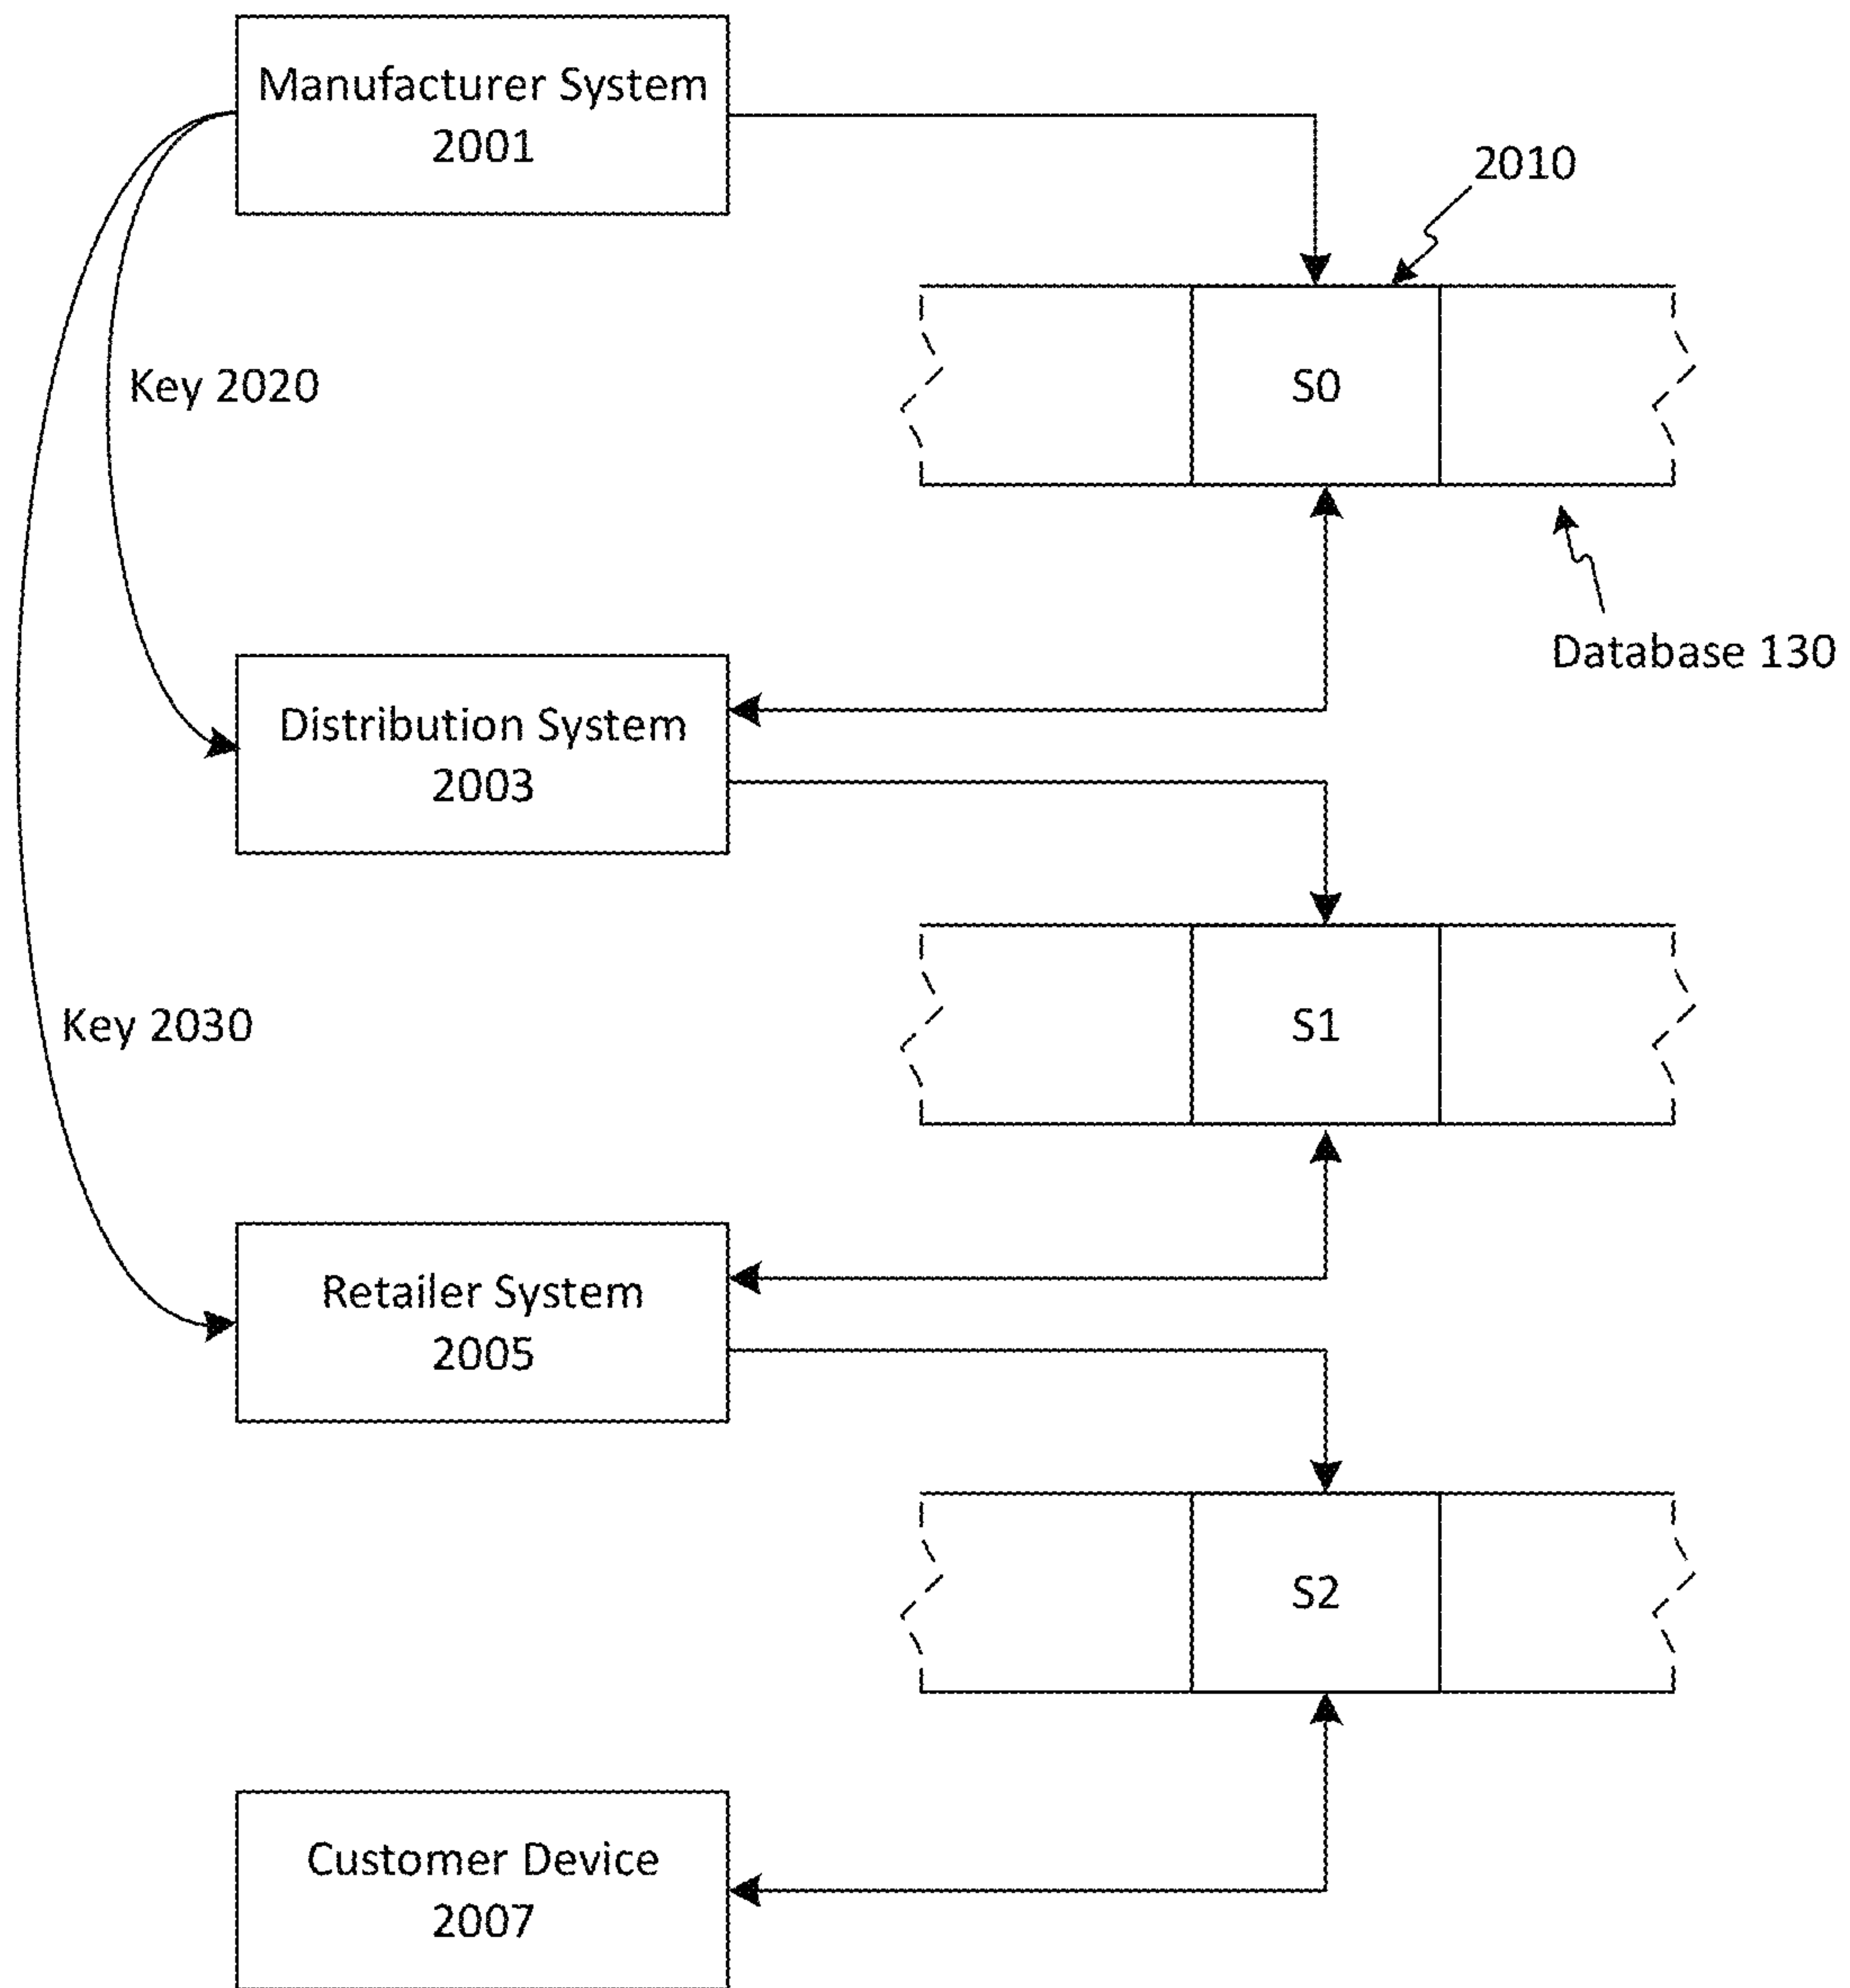 Manufacturer System
2001
2010
S0
Key 2020
Database 130
Distribution System
2003
S1
Key 2030
Retailer System
2005
S2
Customer Device
2007